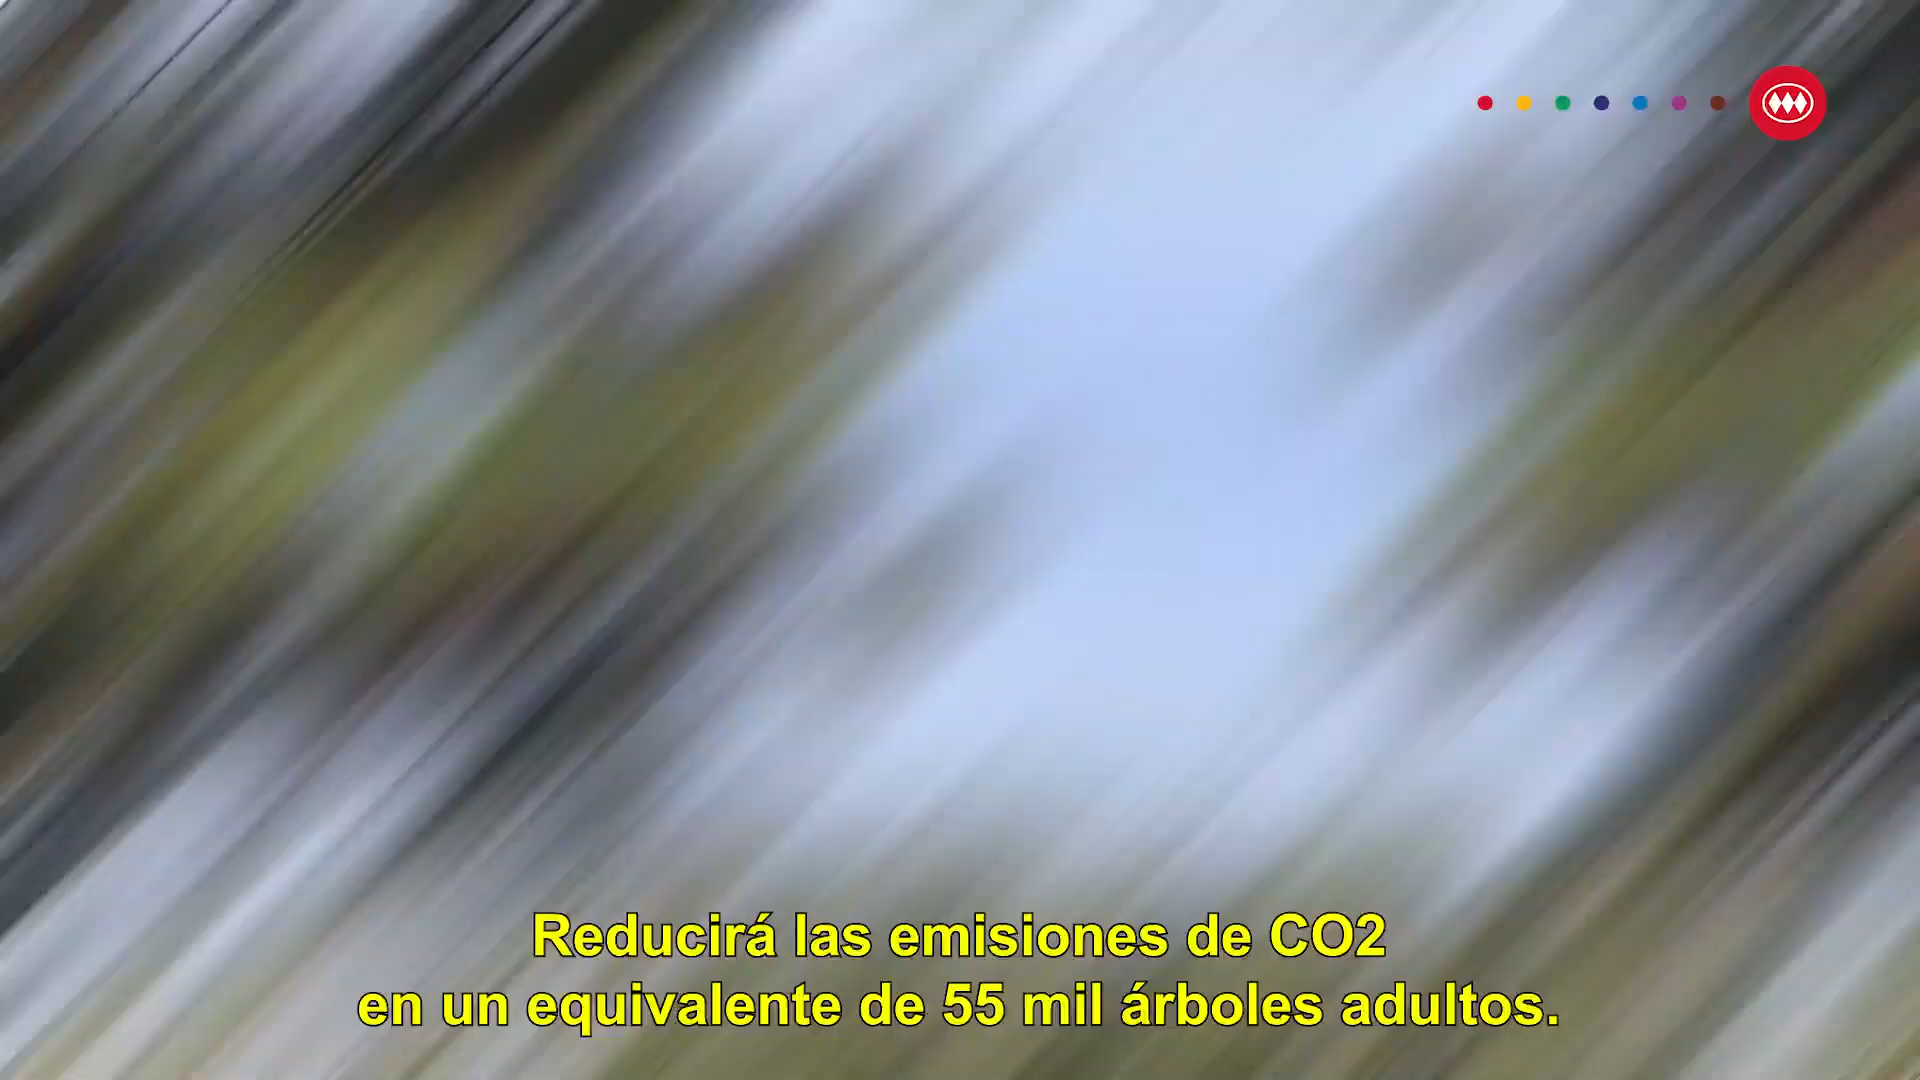 Reducirá las emisiones de CO2
en un equivalente de 55 mil árboles adultos.